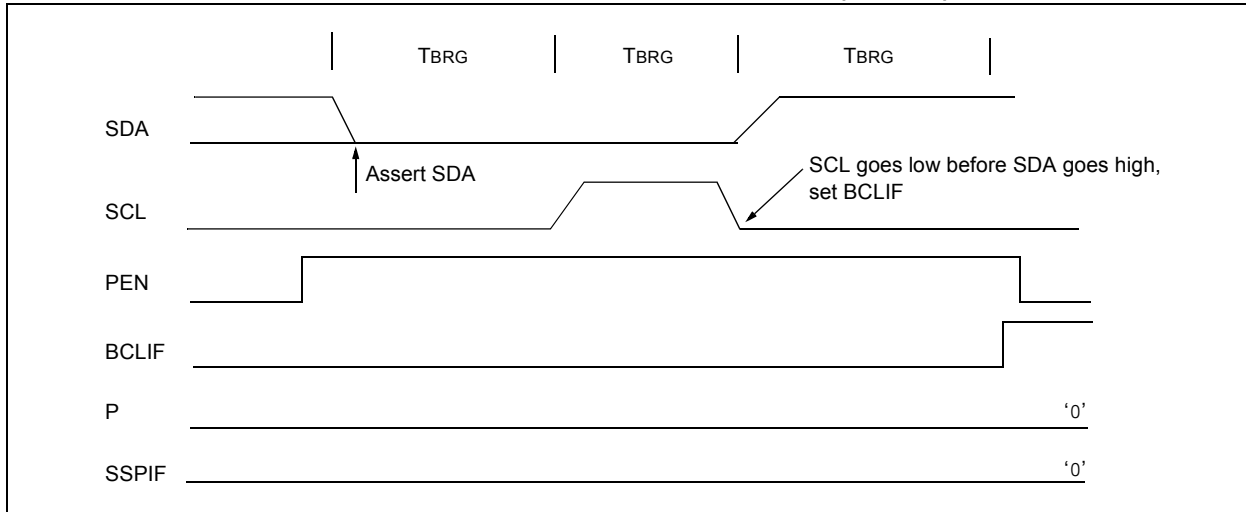 TBRG TBRG TBRG
SDA
Assert SDA
SCL goes low before SDA goes high,
set BCLIF
SCL
PEN
BCLIF
P '0'
SSPIF '0'